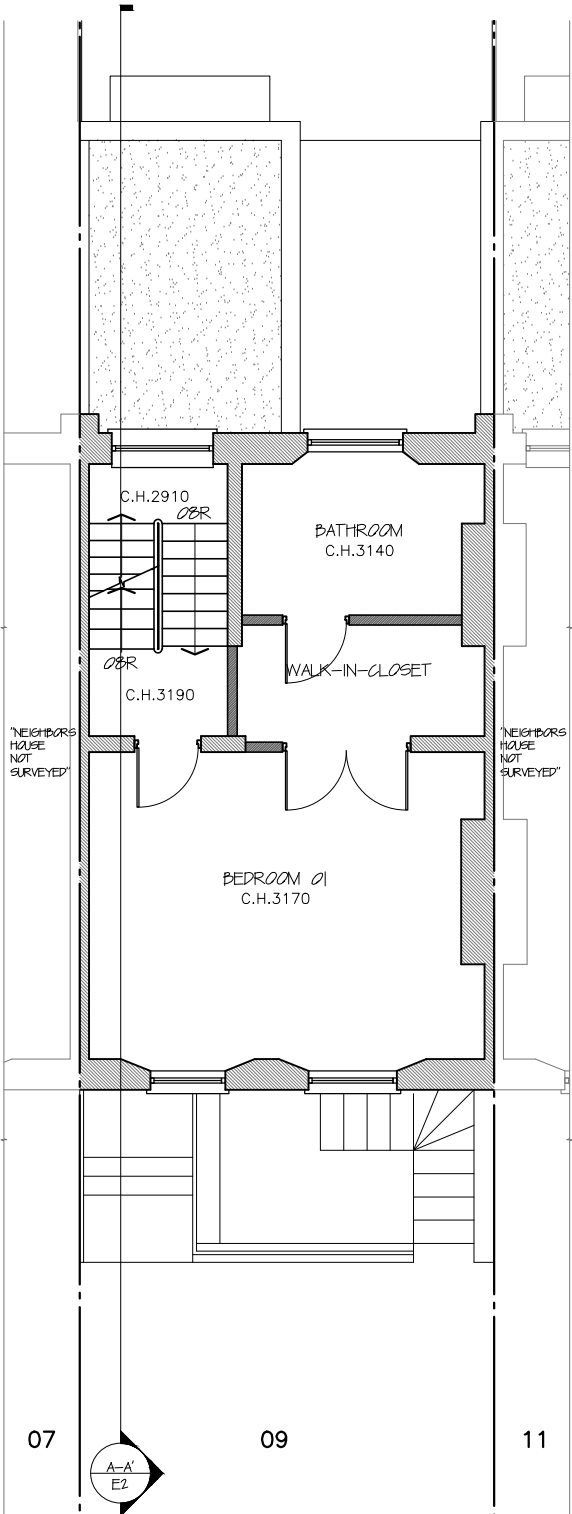 C.H.2910
08R
BATHROOM
C.H.3140
08R
WALK-IN-CLOSET
C.H.3190
"NEIGHBORS
HOUSE
NOT
SURVEYED"
"NEIGHBORS
HOUSE
NOT
SURVEYED"
BEDROOM 01
C.H.3170
07
09
11
A-A'
E2